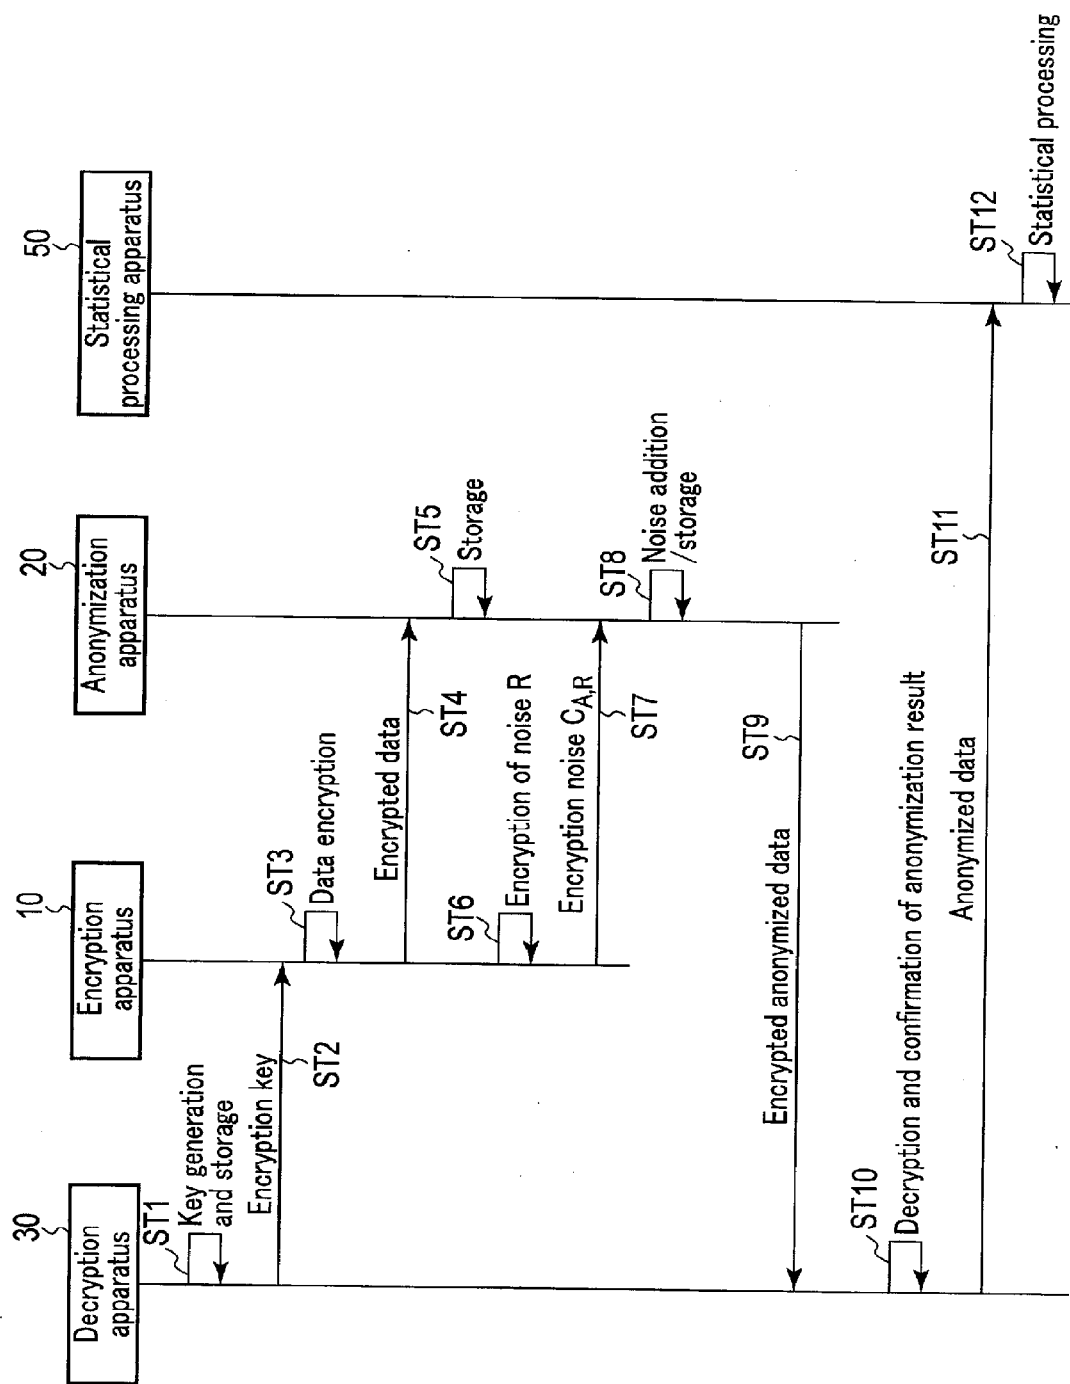 30
Decryption
apparatus
10
Encryption
apparatus
20
Anonymization
apparatus
50
Statistical
processing apparatus
ST1
Key generation
and storage
Encryption key
ST2
ST3
Data encryption
Encrypted data
ST4
ST5
Storage
ST6
Encryption of noise R
Encryption noise CA,R
ST7
ST8
Noise addition
/storage
Encrypted anonymized data
ST9
ST10
Decryption and confirmation of anonymization result
Anonymized data
ST11
ST12
Statistical processing